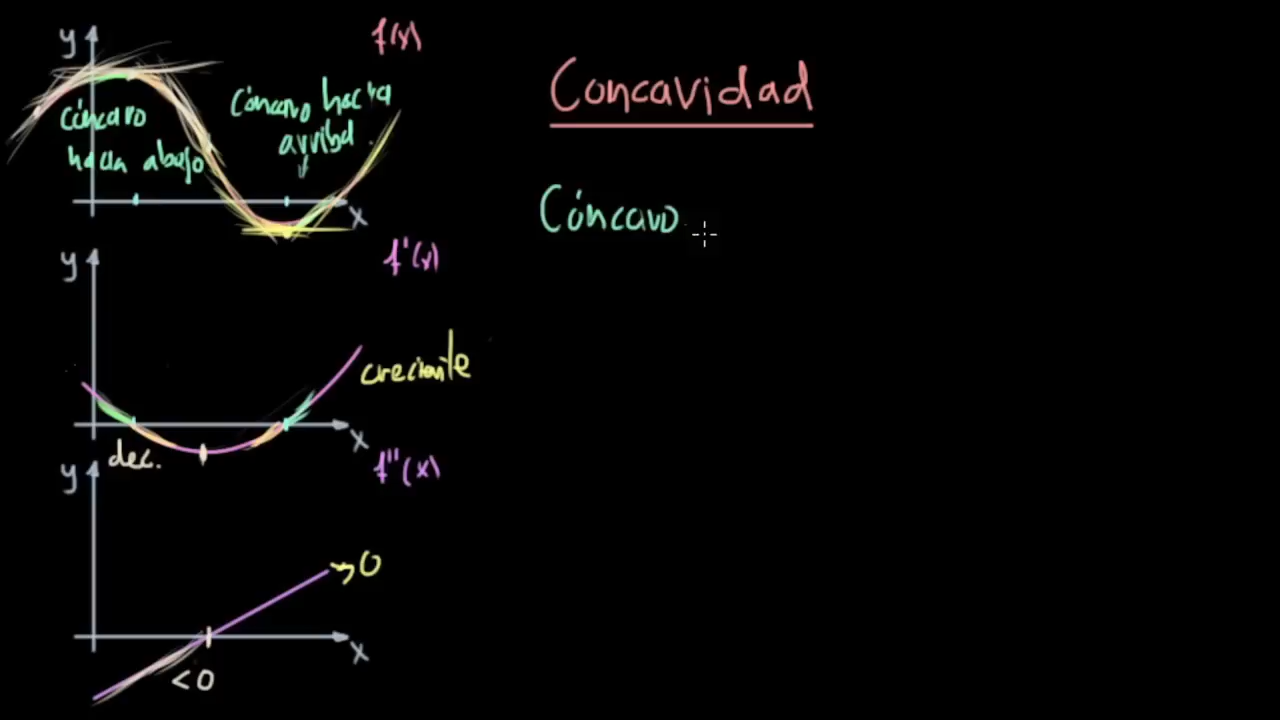 y
f(x)
Cóncavo
hacia abajo
Cóncavo hacia
arriba
x
y
f'(x)
creciente
x
dec.
y
f''(x)
>0
x
<0
Concavidad
Cóncavo